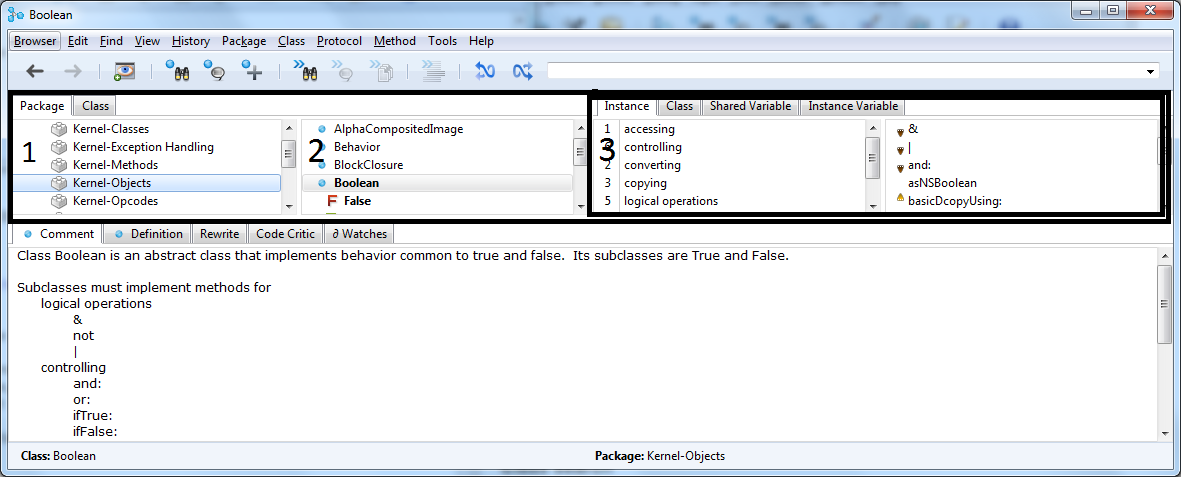 Boolean
Browser Edit Find View History Package Class Protocol Method Tools Help
Package Class
Instance Class Shared Variable Instance Variable
1
Kernel-Classes
Kernel-Exception Handling
Kernel-Methods
Kernel-Objects
Kernel-Opcodes
2
AlphaCompositedImage
Behavior
BlockClosure
Boolean
False
3
1 accessing
controlling
2 converting
3 copying
5 logical operations
&
|
and:
asNSBoolean
basicDcopyUsing:
Comment Definition Rewrite Code Critic ∂ Watches
Class Boolean is an abstract class that implements behavior common to true and false. Its subclasses are True and False.
Subclasses must implement methods for
logical operations
&
not
|
controlling
and:
or:
ifTrue:
ifFalse:
Class: Boolean
Package: Kernel-Objects